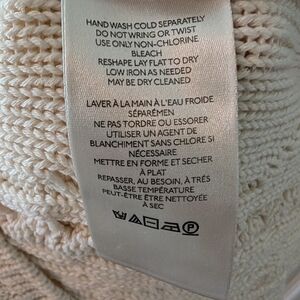 HAND WASH COLD SEPARATELY
DO NOT WRING OR TWIST
USE ONLY NON-CHLORINE
BLEACH
RESHAPE LAY FLAT TO DRY
LOW IRON AS NEEDED
MAY BE DRY CLEANED
LAVER À LA MAIN À L'EAU FROIDE
SÉPARÉMEN
NE PAS TORDRE OU ESSORER
UTILISER UN AGENT DE
BLANCHIMENT SANS CHLORE SI
NÉCESSAIRE
METTRE EN FORME ET SECHER
À PLAT
REPASSER, AU BESOIN, À TRÈS
BASSE TEMPÉRATURE
PEUT-ÊTRE ÊTRE NETTOYÉE
À SEC
P